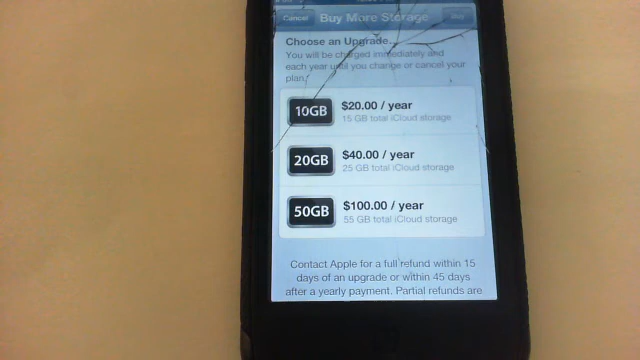 Cancel Buy More Storage Buy
Choose an Upgrade...
You will be charged immediately and
each year until you change or cancel your
plan.
10GB $20.00 / year
15 GB total iCloud storage
20GB $40.00 / year
25 GB total iCloud storage
50GB $100.00 / year
55 GB total iCloud storage
Contact Apple for a full refund within 15
days of an upgrade or within 45 days
after a yearly payment. Partial refunds are